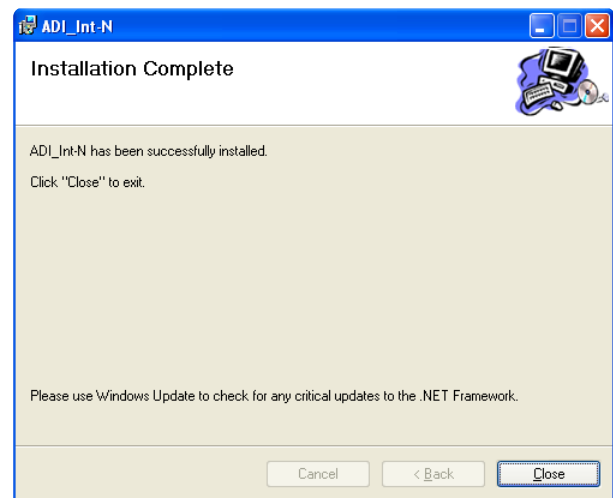 ADI_Int-N
Installation Complete
ADI_Int-N has been successfully installed.
Click "Close" to exit.
Please use Windows Update to check for any critical updates to the .NET Framework.
Cancel
< Back
Close